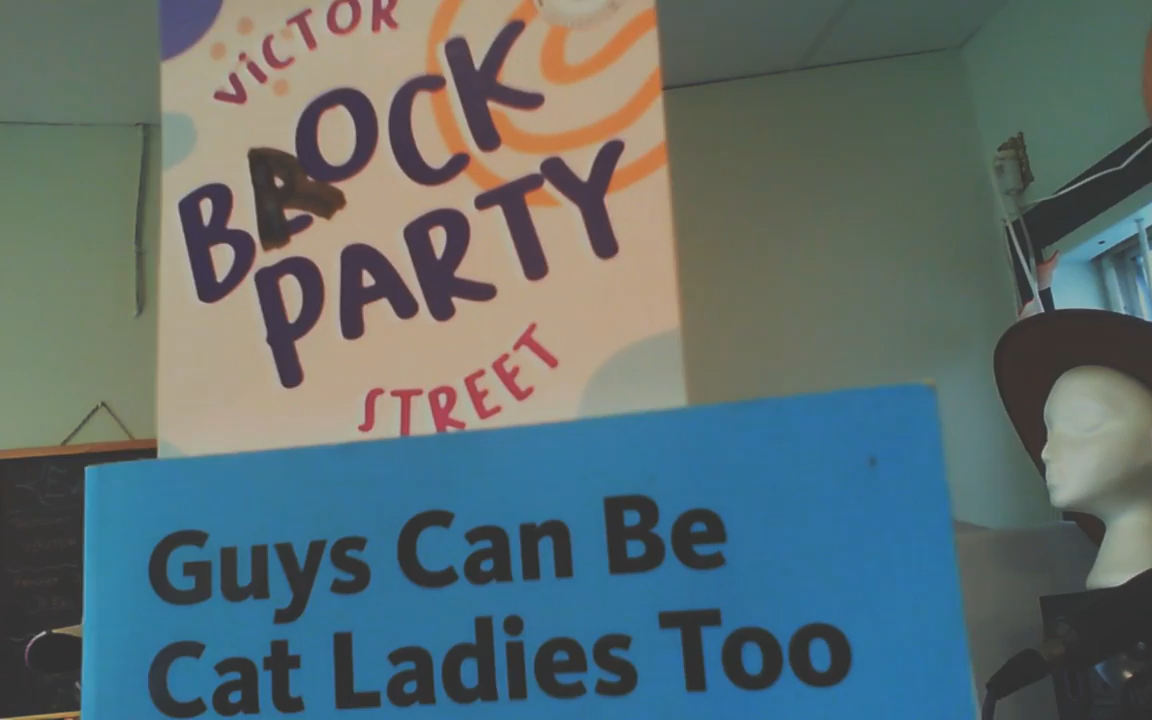 VICTOR
BROCK
PARTY
STREET
Guys Can Be
Cat Ladies Too